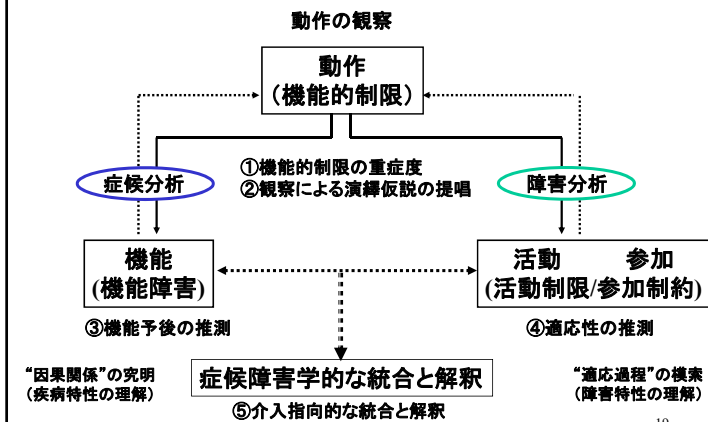 動作の観察
動作
（機能的制限）
①機能的制限の重症度
②観察による演繹仮説の提唱
症候分析
障害分析
機能
(機能障害)
活動　　参加
(活動制限/参加制約)
③機能予後の推測
④適応性の推測
“因果関係”の究明
(疾病特性の理解)
症候障害学的な統合と解釈
“適応過程”の模索
(障害特性の理解)
⑤介入指向的な統合と解釈